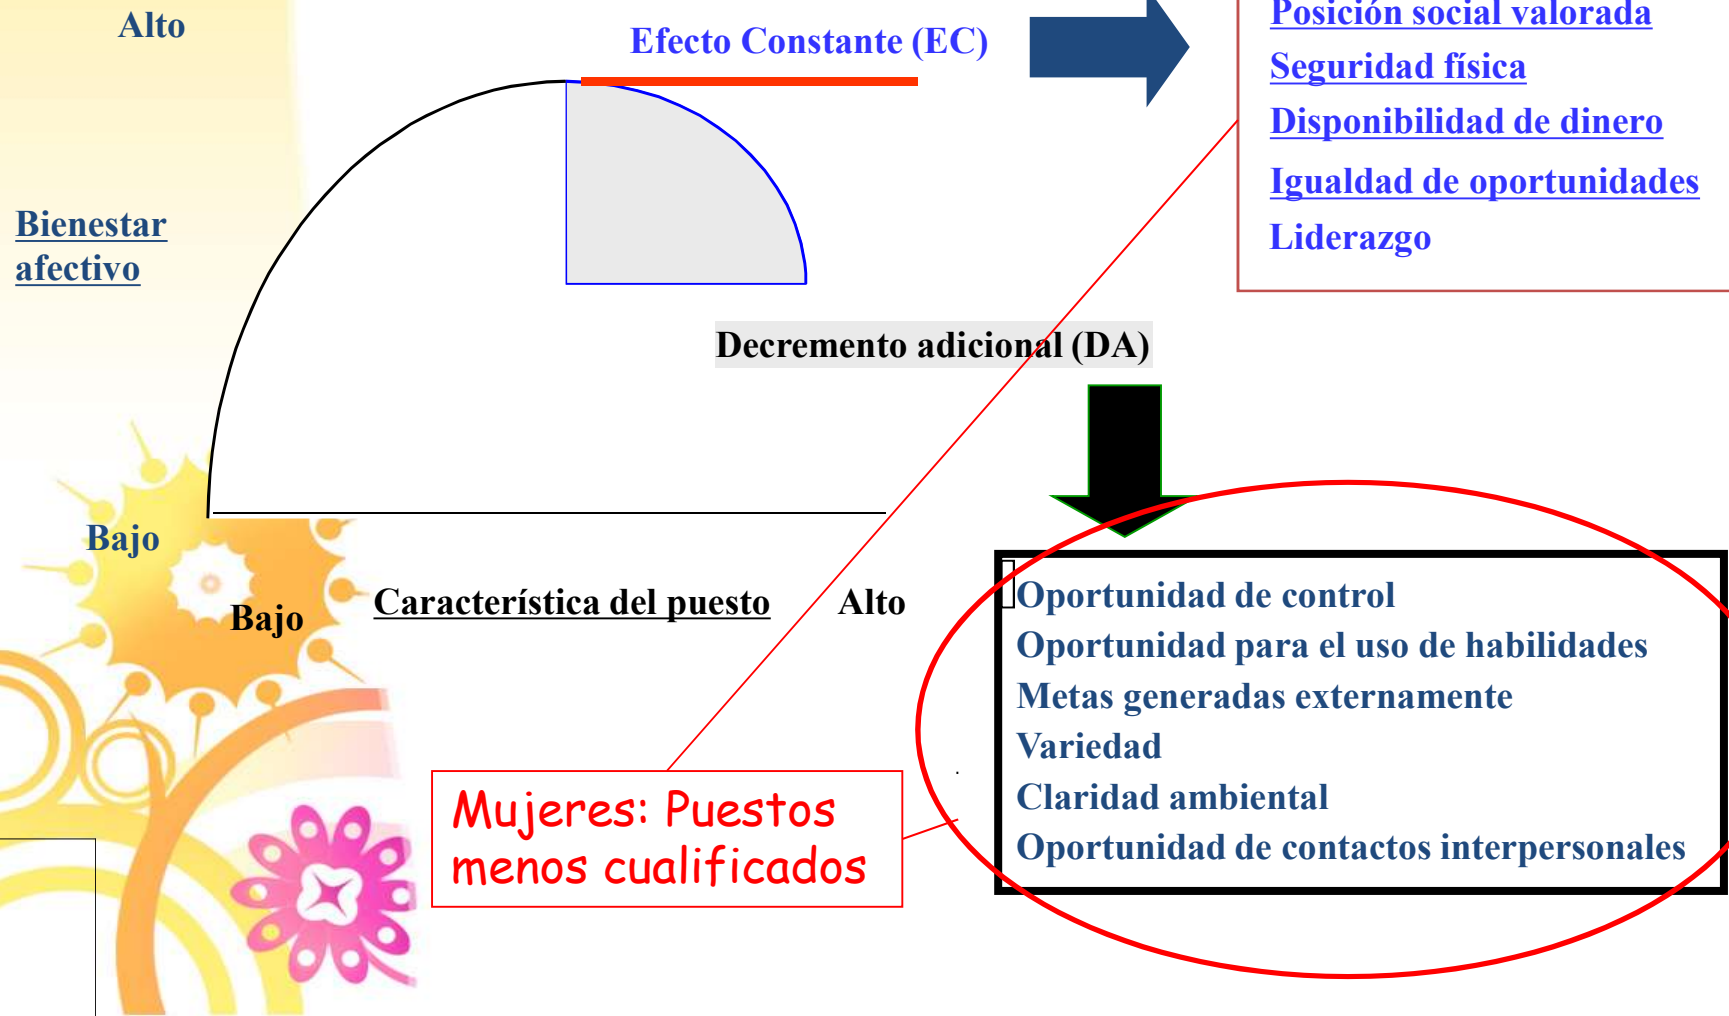 Alto
Efecto Constante (EC)
Posición social valorada
Seguridad física
Disponibilidad de dinero
Igualdad de oportunidades
Liderazgo
Bienestar
afectivo
Decremento adicional (DA)
Bajo
Bajo
Característica del puesto
Alto
Oportunidad de control
Oportunidad para el uso de habilidades
Metas generadas externamente
Variedad
Claridad ambiental
Oportunidad de contactos interpersonales
Mujeres: Puestos
menos cualificados